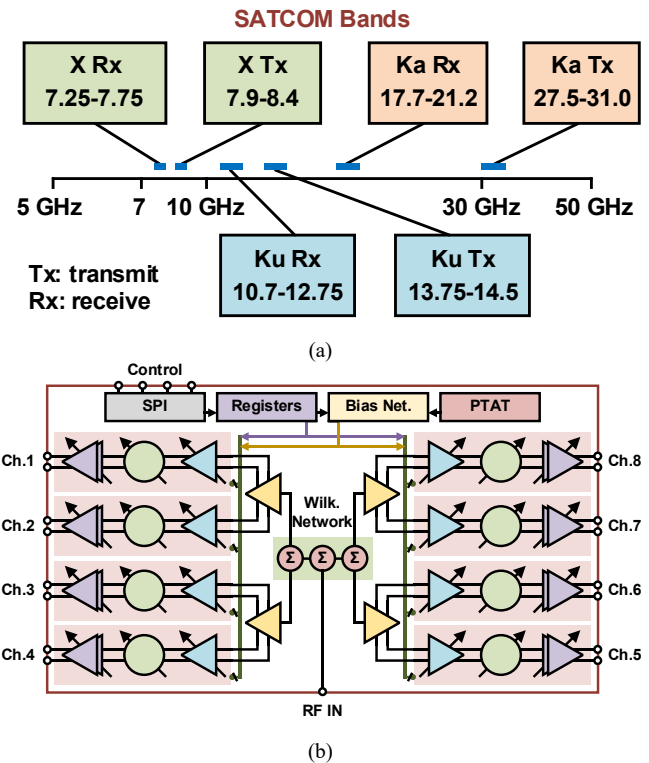 SATCOM Bands
X Rx
7.25-7.75
X Tx
7.9-8.4
Ka Rx
17.7-21.2
Ka Tx
27.5-31.0
5 GHz
7
10 GHz
30 GHz
50 GHz
Tx: transmit
Rx: receive
Ku Rx
10.7-12.75
Ku Tx
13.75-14.5
(a)
Control
SPI
Registers
Bias Net.
PTAT
Ch.1
Ch.8
Ch.2
Wilk.
Network
Ch.7
Σ
Σ
Σ
Ch.3
Ch.6
Ch.4
Ch.5
RF IN
(b)